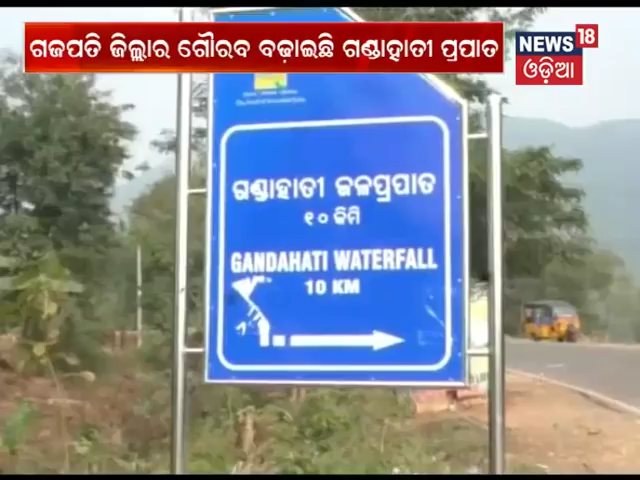 ଗଜପତି ଜିଲ୍ଲାର ଗୌରବ ବଢ଼ାଇଛି ଗଣ୍ଡାହାତୀ ପ୍ରପାତ
NEWS 18
ଓଡ଼ିଆ
ଗଣ୍ଡାହାତୀ ଜଳପ୍ରପାତ
୧୦ କିମି
GANDAHATI WATERFALL
10 KM